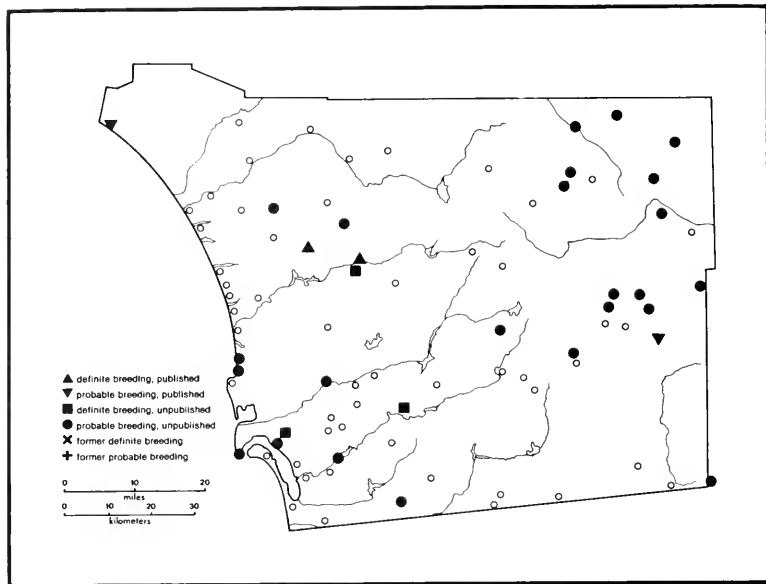 ▲ definite breeding, published
▼ probable breeding, published
■ definite breeding, unpublished
● probable breeding, unpublished
✕ former definite breeding
+ former probable breeding
0 10 20
miles
0 10 20 30
kilometers